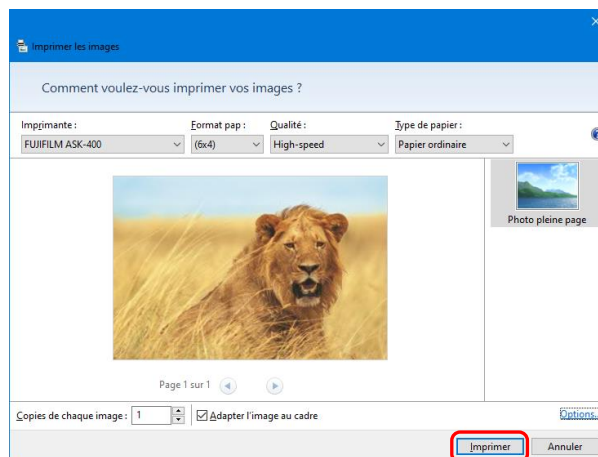 Imprimer les images
Comment voulez-vous imprimer vos images ?
Imprimante : Format pap : Qualité : Type de papier :
FUJIFILM ASK-400 (6x4) High-speed Papier ordinaire
Photo pleine page
Page 1 sur 1
Copies de chaque image : 1 Adapter l'image au cadre Options...
Imprimer Annuler